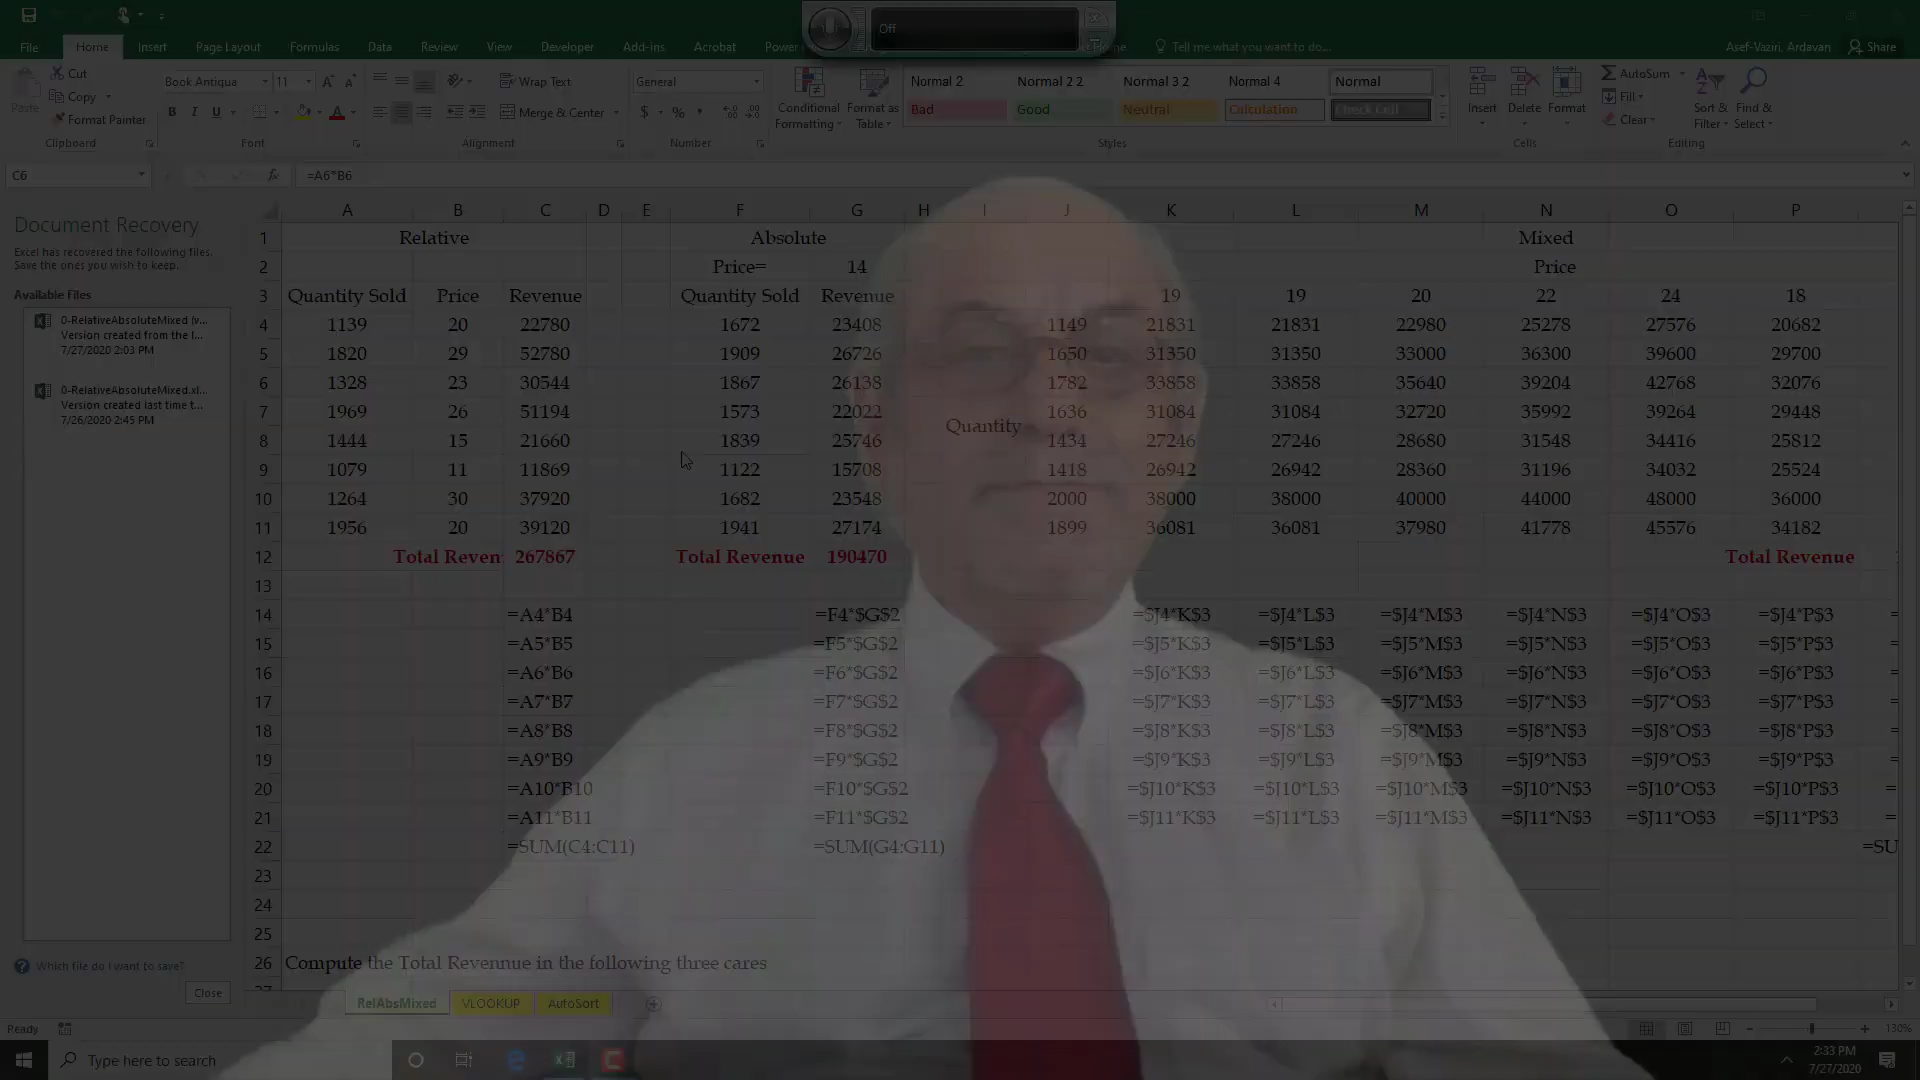 Off
File Home Insert Page Layout Formulas Data Review View Developer Add-ins Acrobat Power Home Tell me what you want to do... Asef-Vaziri, Ardavan Share
Paste Cut Copy Format Painter Clipboard
Book Antiqua 11 B I U A Font
Wrap Text Merge & Center Alignment
General $ % Number
Conditional Formatting Format as Table
Normal 2 Normal 2 2 Normal 3 2 Normal 4 Normal
Bad Good Neutral Calculation Check Cell
Styles
Insert Delete Format Cells
AutoSum Fill Clear Sort & Filter Find & Select Editing
C6 fx =A6*B6
Document Recovery
Excel has recovered the following files.
Save the ones you wish to keep.
Available Files
0-RelativeAbsoluteMixed (v...
Version created from the l...
7/27/2020 2:03 PM
0-RelativeAbsoluteMixed.xl...
Version created last time t...
7/26/2020 2:45 PM
Which file do I want to save?
Close
A B C D E F G H I J K L M N O P
1 Relative Absolute Mixed
2 Price= 14 Price
3 Quantity Sold Price Revenue Quantity Sold Revenue 19 19 20 22 24 18
4 1139 20 22780 1672 23408 1149 21831 21831 22980 25278 27576 20682
5 1820 29 52780 1909 26726 1650 31350 31350 33000 36300 39600 29700
6 1328 23 30544 1867 26138 1782 33858 33858 35640 39204 42768 32076
7 1969 26 51194 1573 22022 1636 31084 31084 32720 35992 39264 29448
Quantity
8 1444 15 21660 1839 25746 1434 27246 27246 28680 31548 34416 25812
9 1079 11 11869 1122 15708 1418 26942 26942 28360 31196 34032 25524
10 1264 30 37920 1682 23548 2000 38000 38000 40000 44000 48000 36000
11 1956 20 39120 1941 27174 1899 36081 36081 37980 41778 45576 34182
12 Total Reven 267867 Total Revenue 190470 Total Revenue
13
14 =A4*B4 =F4*$G$2 =$J4*K$3 =$J4*L$3 =$J4*M$3 =$J4*N$3 =$J4*O$3 =$J4*P$3 =
15 =A5*B5 =F5*$G$2 =$J5*K$3 =$J5*L$3 =$J5*M$3 =$J5*N$3 =$J5*O$3 =$J5*P$3 =
16 =A6*B6 =F6*$G$2 =$J6*K$3 =$J6*L$3 =$J6*M$3 =$J6*N$3 =$J6*O$3 =$J6*P$3 =
17 =A7*B7 =F7*$G$2 =$J7*K$3 =$J7*L$3 =$J7*M$3 =$J7*N$3 =$J7*O$3 =$J7*P$3 =
18 =A8*B8 =F8*$G$2 =$J8*K$3 =$J8*L$3 =$J8*M$3 =$J8*N$3 =$J8*O$3 =$J8*P$3 =
19 =A9*B9 =F9*$G$2 =$J9*K$3 =$J9*L$3 =$J9*M$3 =$J9*N$3 =$J9*O$3 =$J9*P$3 =
20 =A10*B10 =F10*$G$2 =$J10*K$3 =$J10*L$3 =$J10*M$3 =$J10*N$3 =$J10*O$3 =$J10*P$3 =
21 =A11*B11 =F11*$G$2 =$J11*K$3 =$J11*L$3 =$J11*M$3 =$J11*N$3 =$J11*O$3 =$J11*P$3 =
22 =SUM(C4:C11) =SUM(G4:G11) =SU
23
24
25
26 Compute the Total Revennue in the following three cares
27
RelAbsMixed VLOOKUP AutoSort
Ready 130%
Type here to search
2:33 PM
7/27/2020